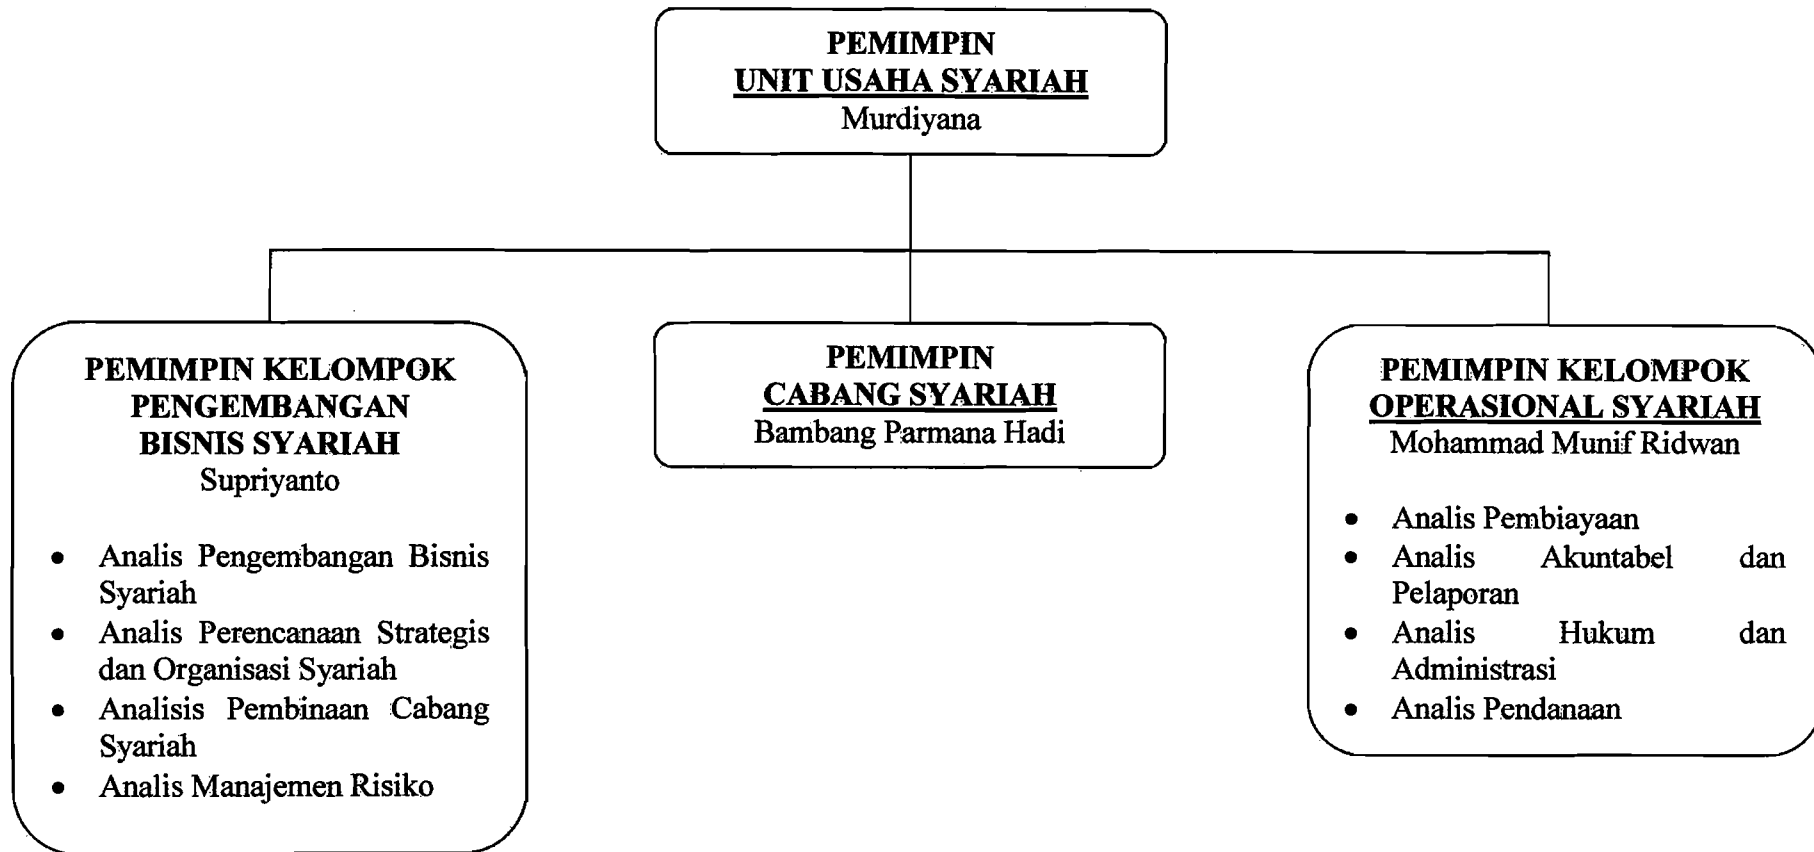 PEMIMPIN
UNIT USAHA SYARIAH
Murdiyana
PEMIMPIN KELOMPOK
PENGEMBANGAN
BISNIS SYARIAH
Supriyanto
• Analis Pengembangan Bisnis
Syariah
• Analis Perencanaan Strategis
dan Organisasi Syariah
• Analisis Pembinaan Cabang
Syariah
• Analis Manajemen Risiko
PEMIMPIN
CABANG SYARIAH
Bambang Parmana Hadi
PEMIMPIN KELOMPOK
OPERASIONAL SYARIAH
Mohammad Munif Ridwan
• Analis Pembiayaan
• Analis Akuntabel dan
Pelaporan
• Analis Hukum dan
Administrasi
• Analis Pendanaan